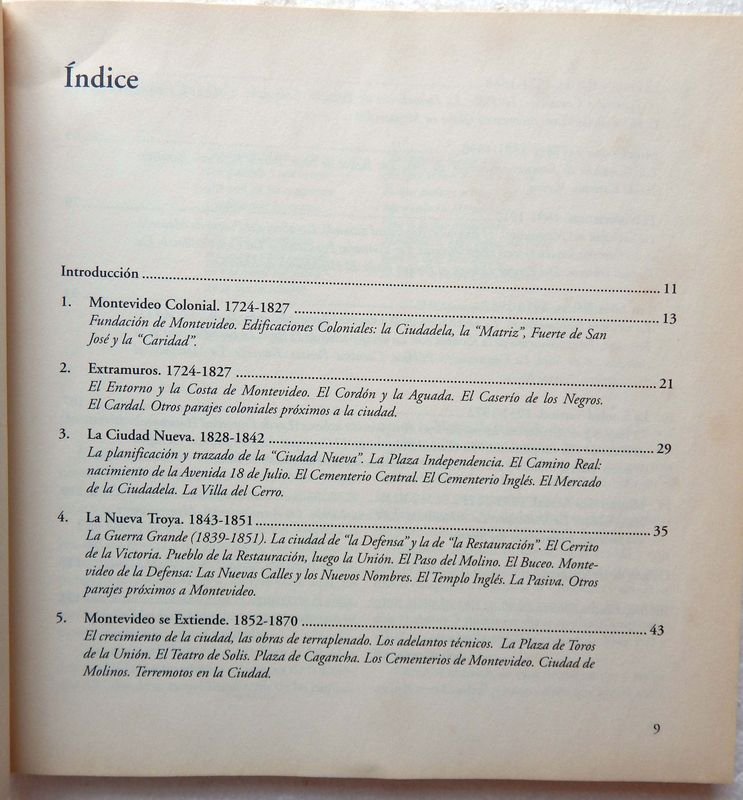 Índice
Introducción ........ 11
1. Montevideo Colonial. 1724-1827 ........ 13
Fundación de Montevideo. Edificaciones Coloniales: la Ciudadela, la “Matriz”, Fuerte de San
José y la “Caridad”.
2. Extramuros. 1724-1827 ........ 21
El Entorno y la Costa de Montevideo. El Cordón y la Aguada. El Caserío de los Negros.
El Cardal. Otros parajes coloniales próximos a la ciudad.
3. La Ciudad Nueva. 1828-1842 ........ 29
La planificación y trazado de la “Ciudad Nueva”. La Plaza Independencia. El Camino Real:
nacimiento de la Avenida 18 de Julio. El Cementerio Central. El Cementerio Inglés. El Mercado
de la Ciudadela. La Villa del Cerro.
4. La Nueva Troya. 1843-1851 ........ 35
La Guerra Grande (1839-1851). La ciudad de “la Defensa” y la de “la Restauración”. El Cerrito
de la Victoria. Pueblo de la Restauración, luego la Unión. El Paso del Molino. El Buceo. Monte-
video de la Defensa: Las Nuevas Calles y los Nuevos Nombres. El Templo Inglés. La Pasiva. Otros
parajes próximos a Montevideo.
5. Montevideo se Extiende. 1852-1870 ........ 43
El crecimiento de la ciudad, las obras de terraplenado. Los adelantos técnicos. La Plaza de Toros
de la Unión. El Teatro de Solis. Plaza de Cagancha. Los Cementerios de Montevideo. Ciudad de
Molinos. Terremotos en la Ciudad.
9